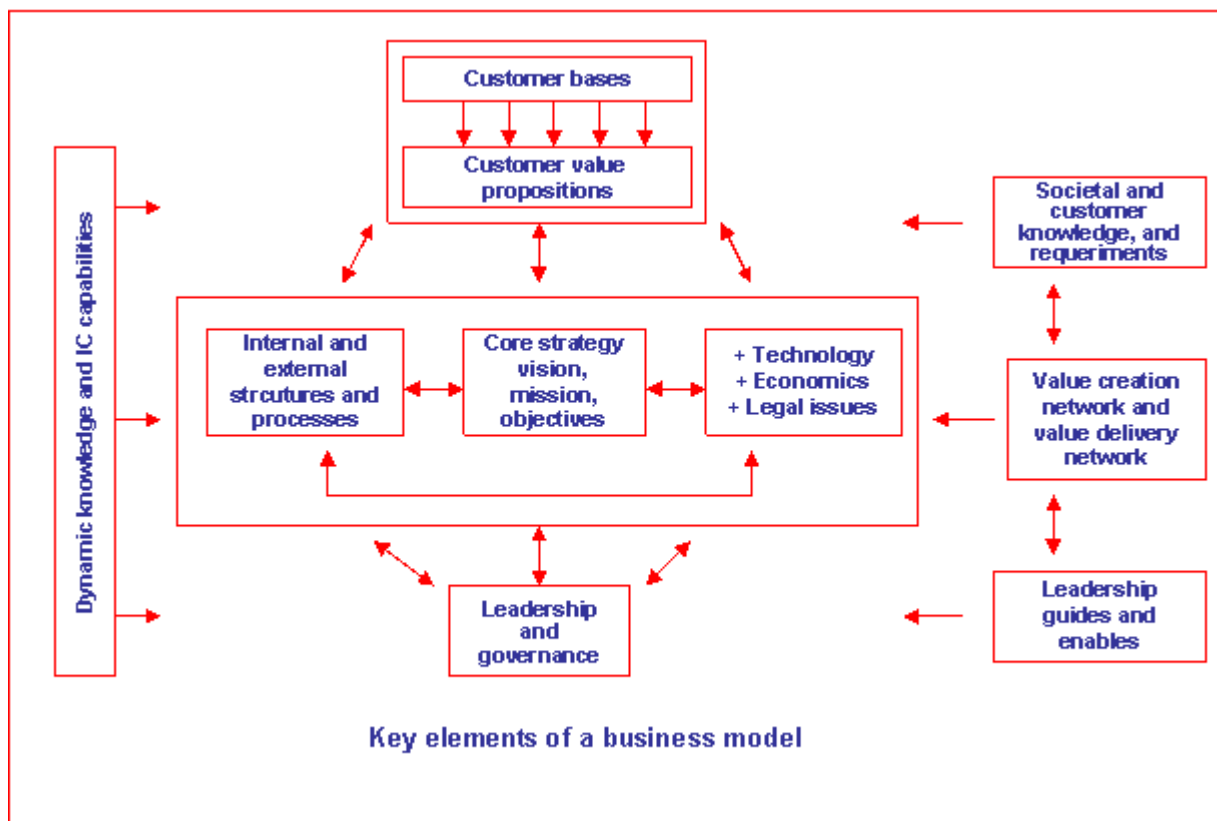 Customer bases
Customer value
propositions
Dynamic knowledge and IC capabilities
Societal and
customer
knowledge, and
requeriments
Internal and
external
strcutures and
processes
Core strategy
vision,
mission,
objectives
+ Technology
+ Economics
+ Legal issues
Value creation
network and
value delivery
network
Leadership
and
governance
Leadership
guides and
enables
Key elements of a business model